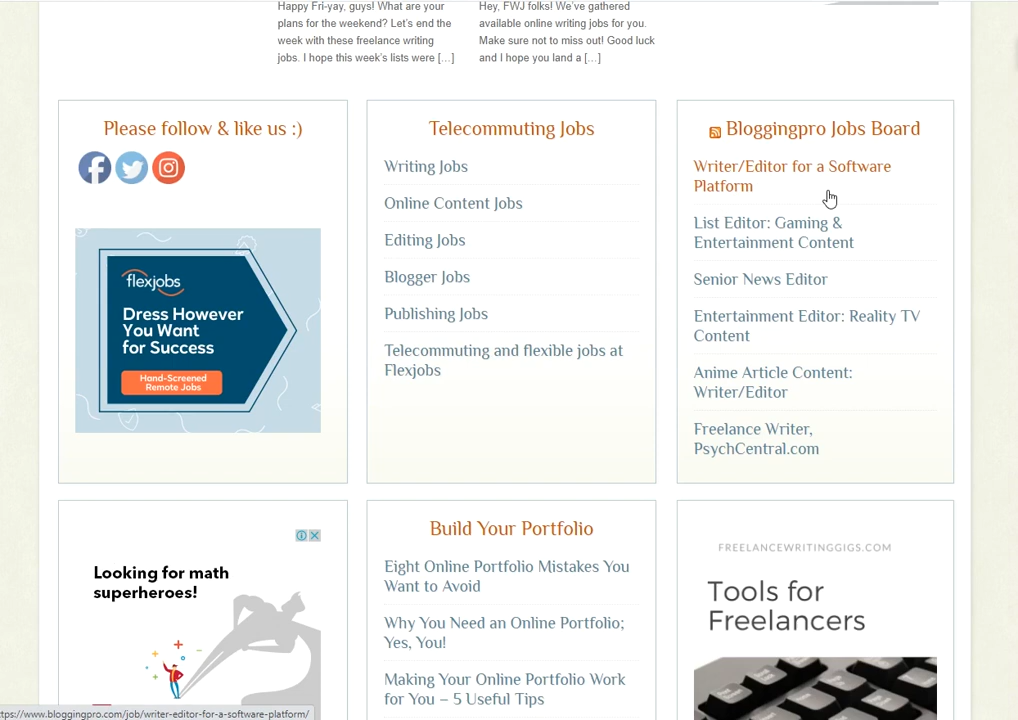 Happy Fri-yay, guys! What are your
plans for the weekend? Let's end the
week with these freelance writing
jobs. I hope this week's lists were [...]
Hey, FWJ folks! We've gathered
available online writing jobs for you.
Make sure not to miss out! Good luck
and I hope you land a [...]
Please follow & like us :)
flexjobs
Dress However
You Want
for Success
Hand-Screened
Remote Jobs
Telecommuting Jobs
Writing Jobs
Online Content Jobs
Editing Jobs
Blogger Jobs
Publishing Jobs
Telecommuting and flexible jobs at
Flexjobs
Bloggingpro Jobs Board
Writer/Editor for a Software
Platform
List Editor: Gaming &
Entertainment Content
Senior News Editor
Entertainment Editor: Reality TV
Content
Anime Article Content:
Writer/Editor
Freelance Writer,
PsychCentral.com
Looking for math
superheroes!
Build Your Portfolio
Eight Online Portfolio Mistakes You
Want to Avoid
Why You Need an Online Portfolio;
Yes, You!
Making Your Online Portfolio Work
for You – 5 Useful Tips
FREELANCEWRITINGGIGS.COM
Tools for
Freelancers
ttps://www.bloggingpro.com/job/writer-editor-for-a-software-platform/